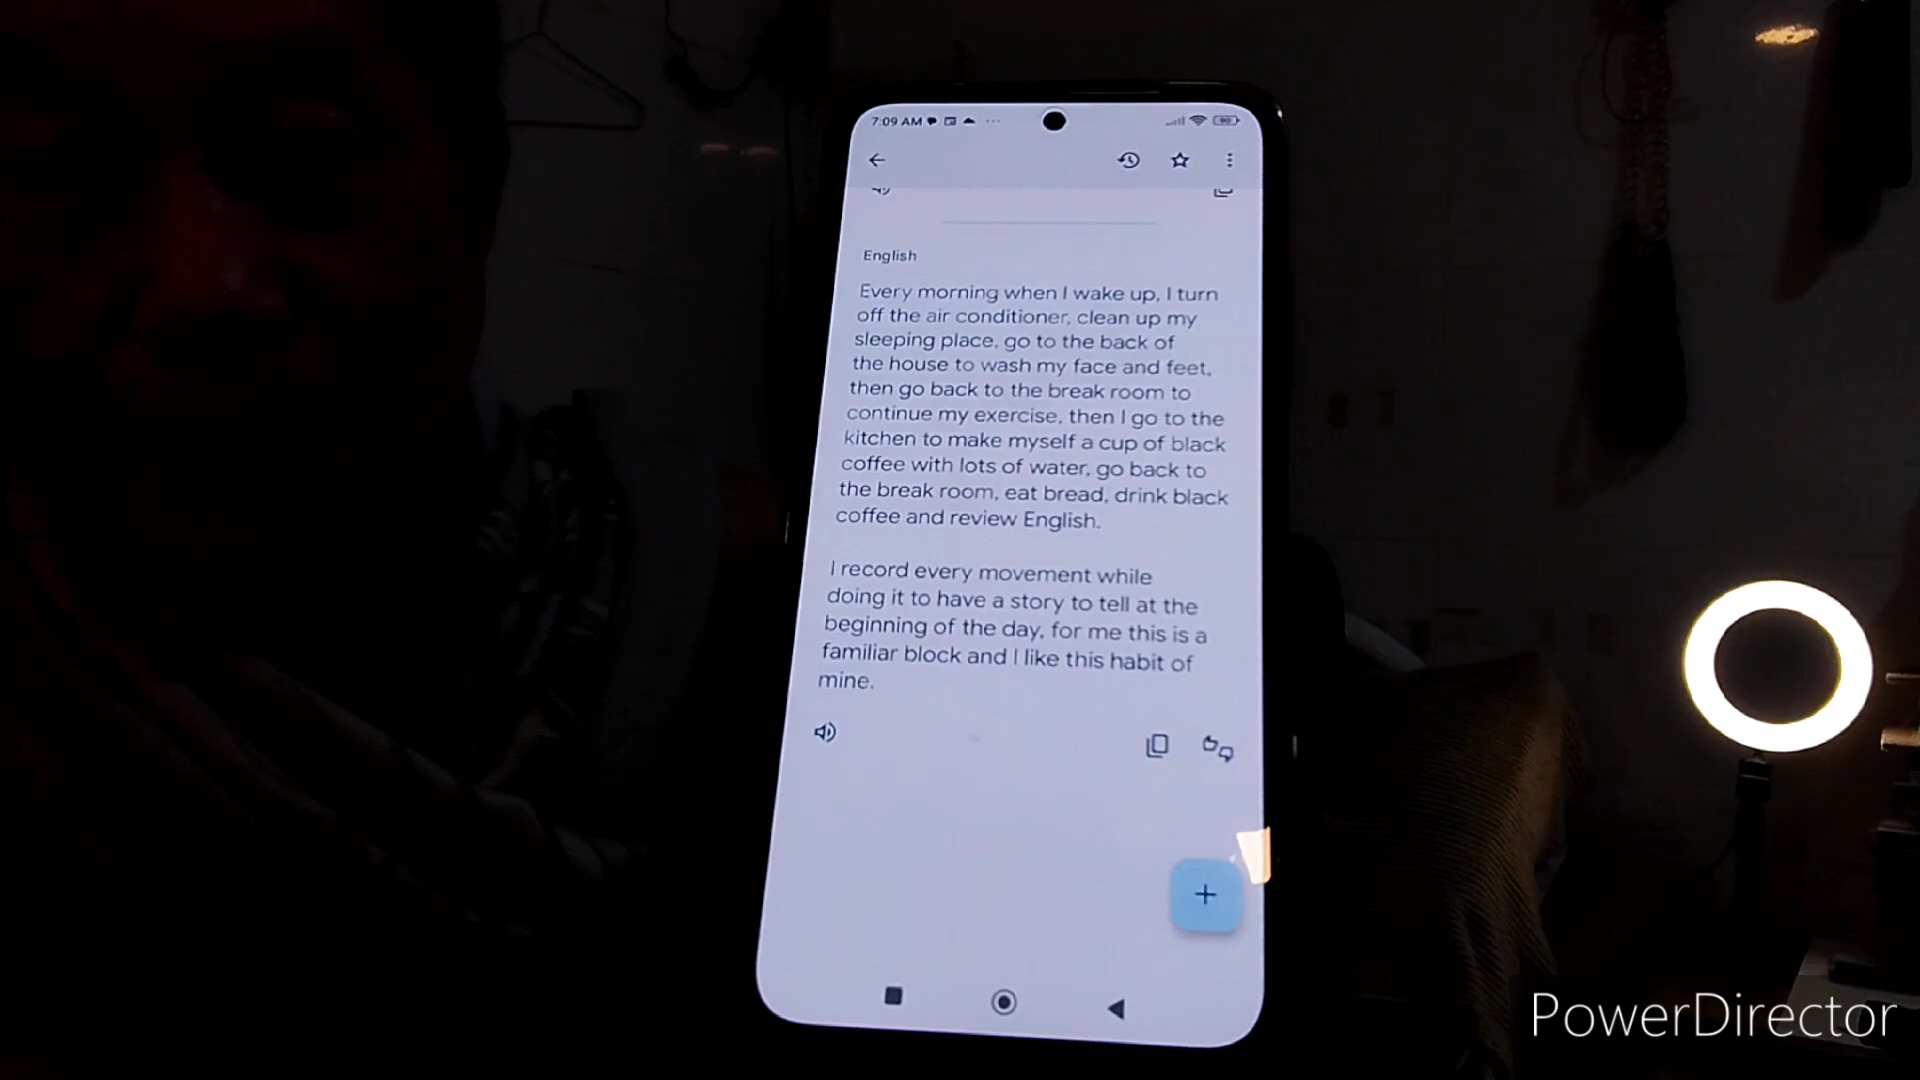 7:09 AM
English
Every morning when I wake up, I turn
off the air conditioner, clean up my
sleeping place, go to the back of
the house to wash my face and feet,
then go back to the break room to
continue my exercise, then I go to the
kitchen to make myself a cup of black
coffee with lots of water, go back to
the break room, eat bread, drink black
coffee and review English.
I record every movement while
doing it to have a story to tell at the
beginning of the day, for me this is a
familiar block and I like this habit of
mine.
PowerDirector